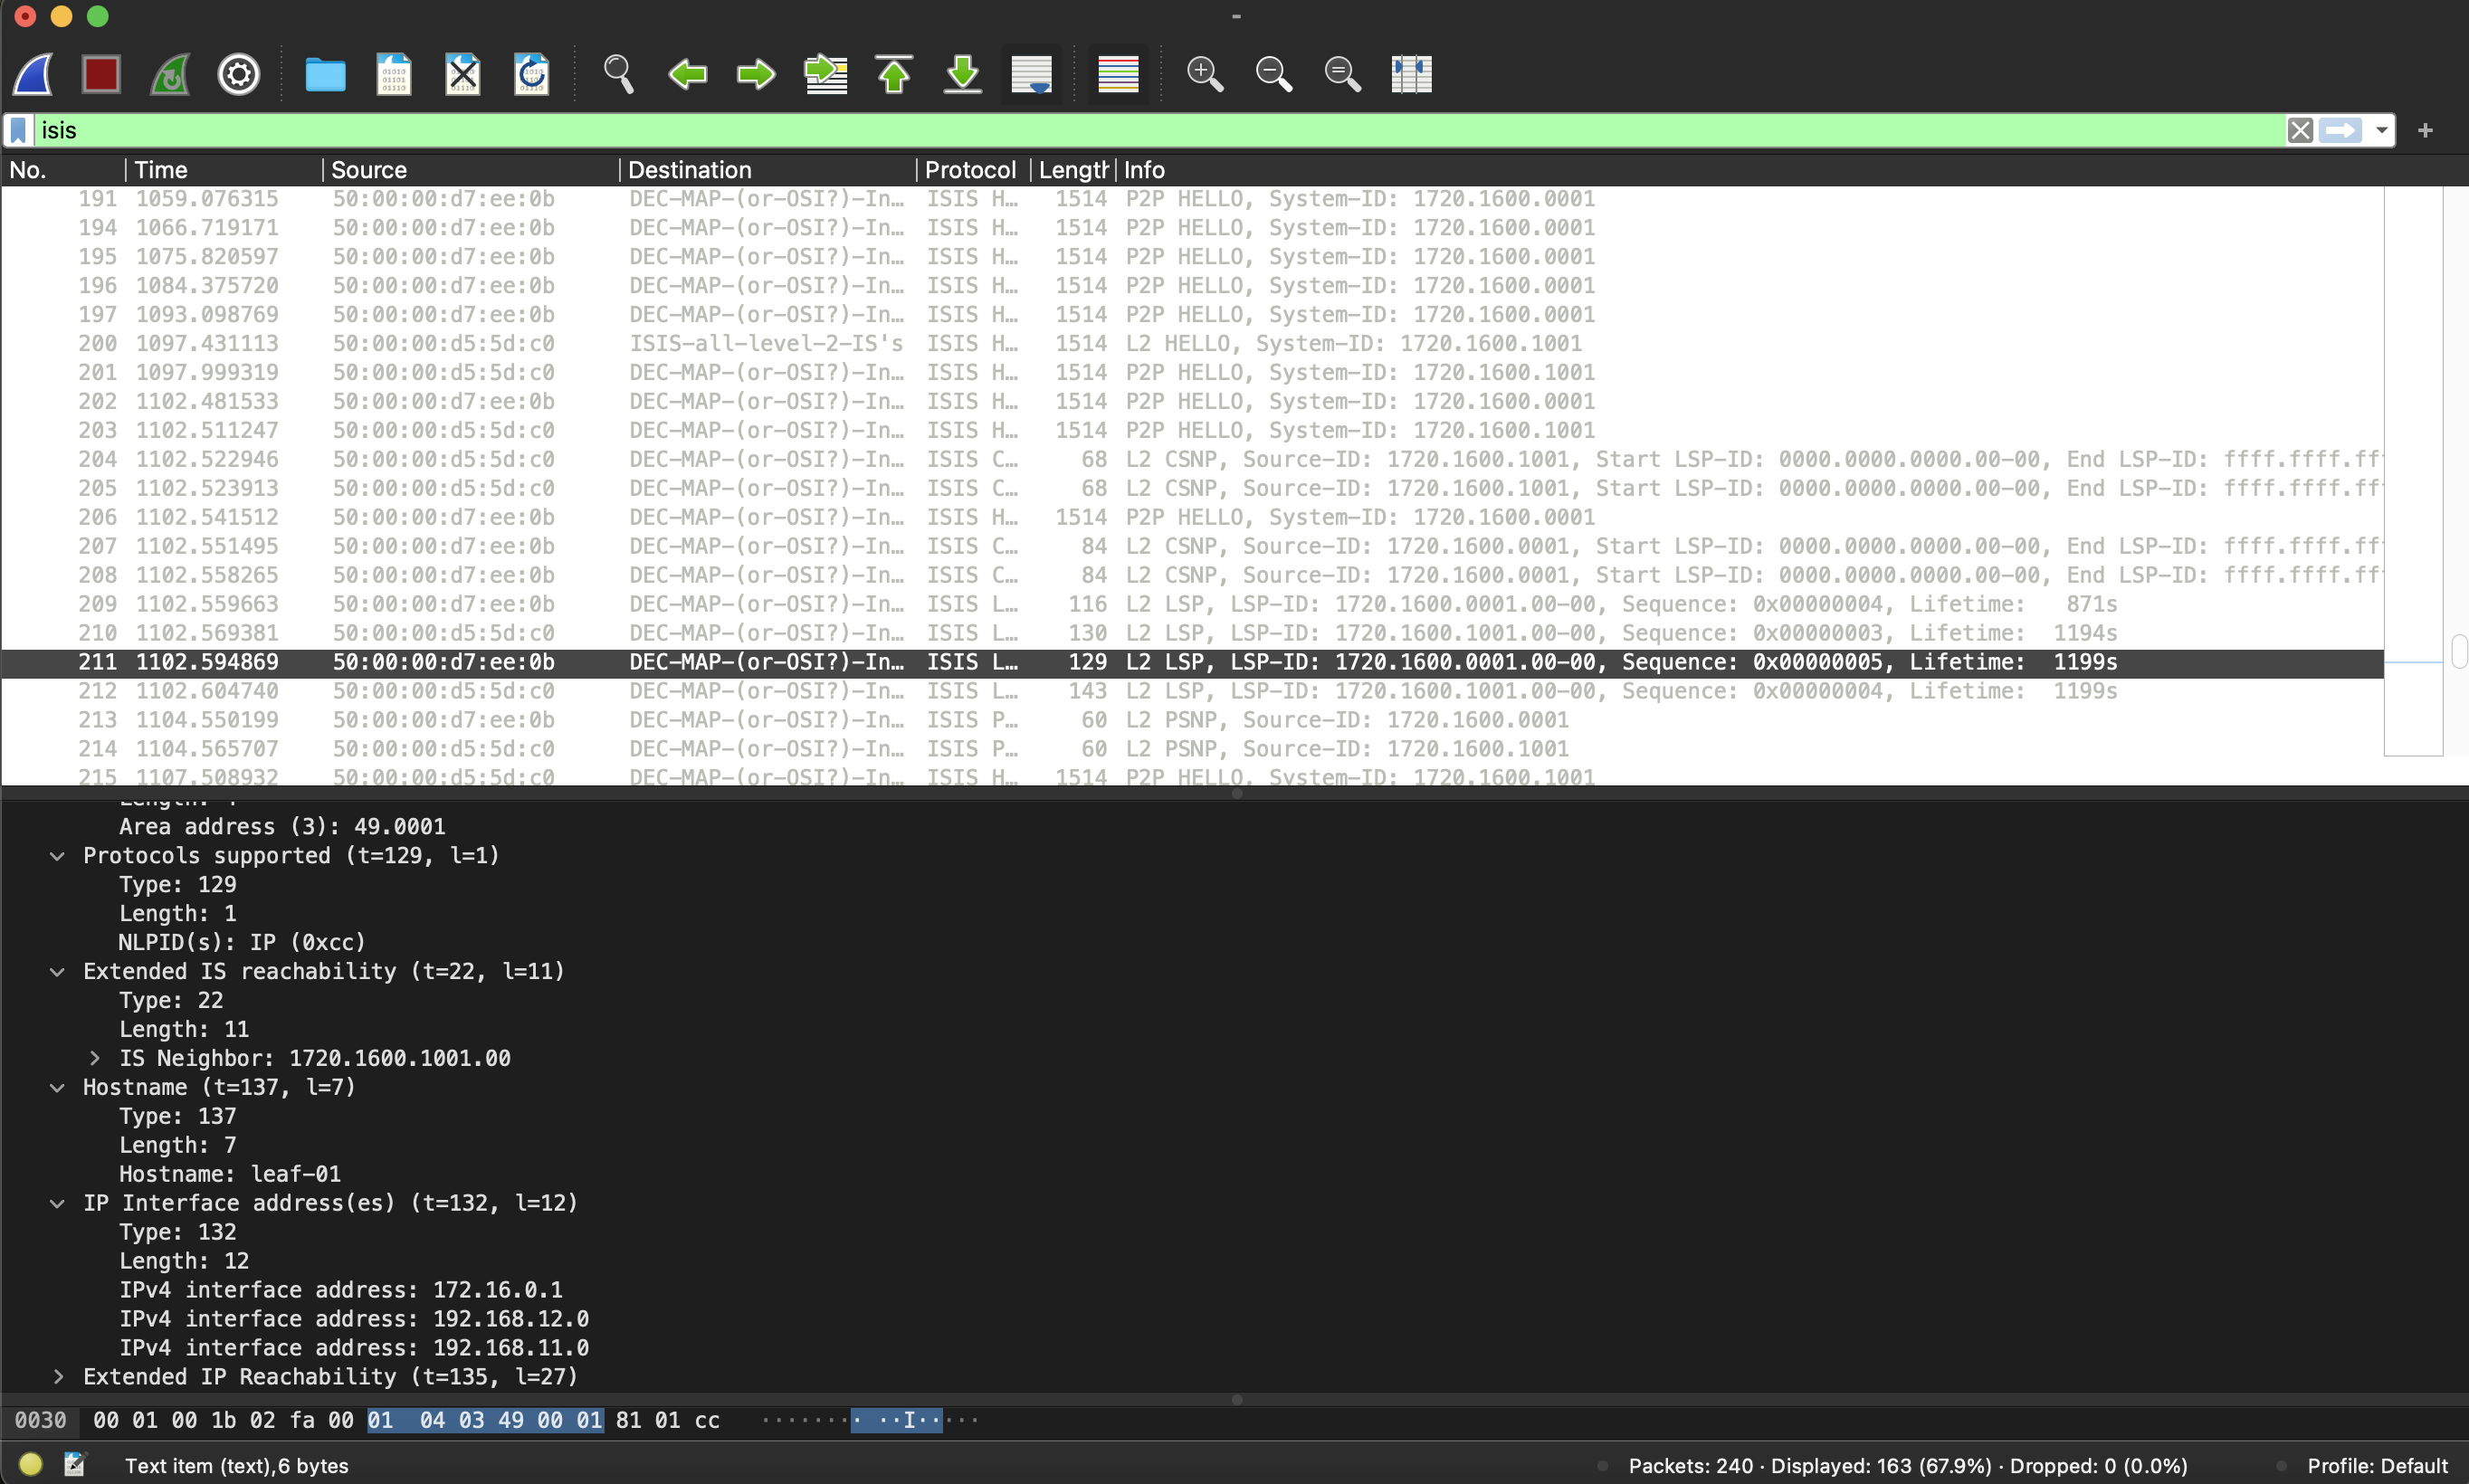 isis
No. Time Source Destination Protocol Length Info
191 1059.076315 50:00:00:d7:ee:0b DEC-MAP-(or-OSI?)-In… ISIS H… 1514 P2P HELLO, System-ID: 1720.1600.0001
194 1066.719171 50:00:00:d7:ee:0b DEC-MAP-(or-OSI?)-In… ISIS H… 1514 P2P HELLO, System-ID: 1720.1600.0001
195 1075.820597 50:00:00:d7:ee:0b DEC-MAP-(or-OSI?)-In… ISIS H… 1514 P2P HELLO, System-ID: 1720.1600.0001
196 1084.375720 50:00:00:d7:ee:0b DEC-MAP-(or-OSI?)-In… ISIS H… 1514 P2P HELLO, System-ID: 1720.1600.0001
197 1093.098769 50:00:00:d7:ee:0b DEC-MAP-(or-OSI?)-In… ISIS H… 1514 P2P HELLO, System-ID: 1720.1600.0001
200 1097.431113 50:00:00:d5:5d:c0 ISIS-all-level-2-IS's ISIS H… 1514 L2 HELLO, System-ID: 1720.1600.1001
201 1097.999319 50:00:00:d5:5d:c0 DEC-MAP-(or-OSI?)-In… ISIS H… 1514 P2P HELLO, System-ID: 1720.1600.1001
202 1102.481533 50:00:00:d7:ee:0b DEC-MAP-(or-OSI?)-In… ISIS H… 1514 P2P HELLO, System-ID: 1720.1600.0001
203 1102.511247 50:00:00:d5:5d:c0 DEC-MAP-(or-OSI?)-In… ISIS H… 1514 P2P HELLO, System-ID: 1720.1600.1001
204 1102.522946 50:00:00:d5:5d:c0 DEC-MAP-(or-OSI?)-In… ISIS C… 68 L2 CSNP, Source-ID: 1720.1600.1001, Start LSP-ID: 0000.0000.0000.00-00, End LSP-ID: ffff.ffff.ff
205 1102.523913 50:00:00:d5:5d:c0 DEC-MAP-(or-OSI?)-In… ISIS C… 68 L2 CSNP, Source-ID: 1720.1600.1001, Start LSP-ID: 0000.0000.0000.00-00, End LSP-ID: ffff.ffff.ff
206 1102.541512 50:00:00:d7:ee:0b DEC-MAP-(or-OSI?)-In… ISIS H… 1514 P2P HELLO, System-ID: 1720.1600.0001
207 1102.551495 50:00:00:d7:ee:0b DEC-MAP-(or-OSI?)-In… ISIS C… 84 L2 CSNP, Source-ID: 1720.1600.0001, Start LSP-ID: 0000.0000.0000.00-00, End LSP-ID: ffff.ffff.ff
208 1102.558265 50:00:00:d7:ee:0b DEC-MAP-(or-OSI?)-In… ISIS C… 84 L2 CSNP, Source-ID: 1720.1600.0001, Start LSP-ID: 0000.0000.0000.00-00, End LSP-ID: ffff.ffff.ff
209 1102.559663 50:00:00:d7:ee:0b DEC-MAP-(or-OSI?)-In… ISIS L… 116 L2 LSP, LSP-ID: 1720.1600.0001.00-00, Sequence: 0x00000004, Lifetime: 871s
210 1102.569381 50:00:00:d5:5d:c0 DEC-MAP-(or-OSI?)-In… ISIS L… 130 L2 LSP, LSP-ID: 1720.1600.1001.00-00, Sequence: 0x00000003, Lifetime: 1194s
211 1102.594869 50:00:00:d7:ee:0b DEC-MAP-(or-OSI?)-In… ISIS L… 129 L2 LSP, LSP-ID: 1720.1600.0001.00-00, Sequence: 0x00000005, Lifetime: 1199s
212 1102.604740 50:00:00:d5:5d:c0 DEC-MAP-(or-OSI?)-In… ISIS L… 143 L2 LSP, LSP-ID: 1720.1600.1001.00-00, Sequence: 0x00000004, Lifetime: 1199s
213 1104.550199 50:00:00:d7:ee:0b DEC-MAP-(or-OSI?)-In… ISIS P… 60 L2 PSNP, Source-ID: 1720.1600.0001
214 1104.565707 50:00:00:d5:5d:c0 DEC-MAP-(or-OSI?)-In… ISIS P… 60 L2 PSNP, Source-ID: 1720.1600.1001
215 1107.508932 50:00:00:d5:5d:c0 DEC-MAP-(or-OSI?)-In… ISIS H… 1514 P2P HELLO, System-ID: 1720.1600.1001
Area address (3): 49.0001
Protocols supported (t=129, l=1)
Type: 129
Length: 1
NLPID(s): IP (0xcc)
Extended IS reachability (t=22, l=11)
Type: 22
Length: 11
IS Neighbor: 1720.1600.1001.00
Hostname (t=137, l=7)
Type: 137
Length: 7
Hostname: leaf-01
IP Interface address(es) (t=132, l=12)
Type: 132
Length: 12
IPv4 interface address: 172.16.0.1
IPv4 interface address: 192.168.12.0
IPv4 interface address: 192.168.11.0
Extended IP Reachability (t=135, l=27)
0030 00 01 00 1b 02 fa 00 01 04 03 49 00 01 81 01 cc ········ ··I·····
Text item (text),6 bytes Packets: 240 · Displayed: 163 (67.9%) · Dropped: 0 (0.0%) Profile: Default